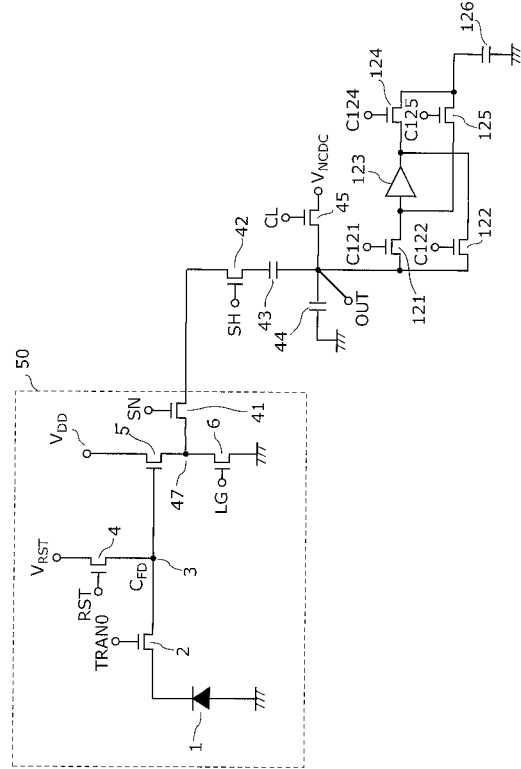 50
V_DD
V_RST
RST
4
C_FD
3
TRAN0
2
1
5
47
6
LG
SN
41
SH
42
43
44
OUT
CL
V_NCDC
45
C121
121
C122
122
123
C124
124
C125
125
126